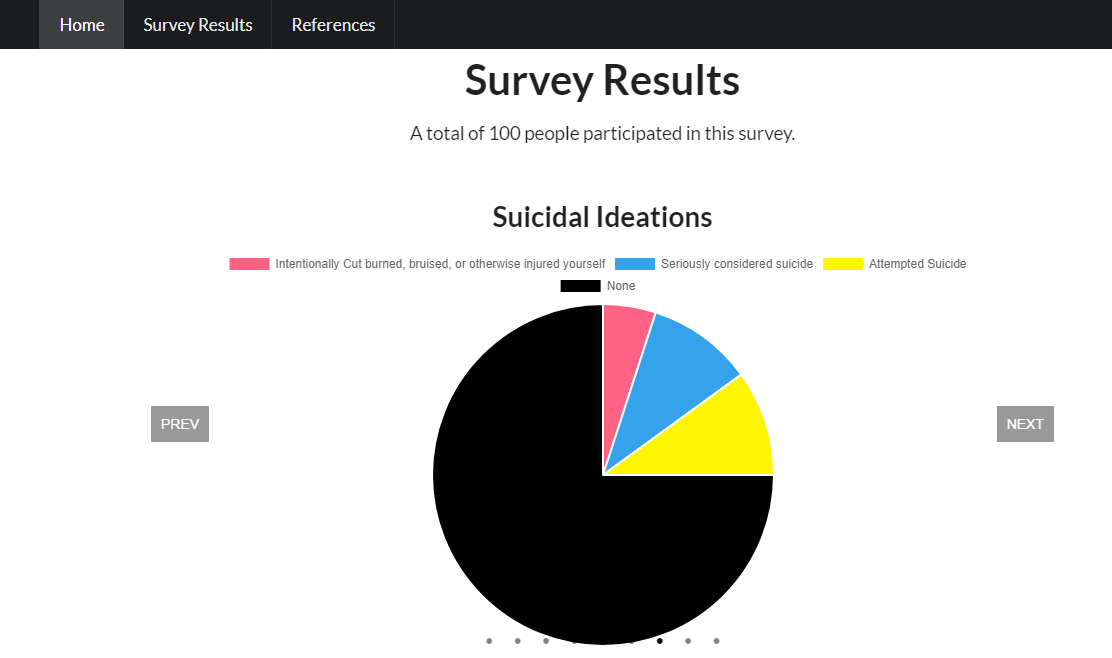 Home Survey Results References
Survey Results
A total of 100 people participated in this survey.
Suicidal Ideations
Intentionally Cut burned, bruised, or otherwise injured yourself Seriously considered suicide Attempted Suicide
None
PREV NEXT